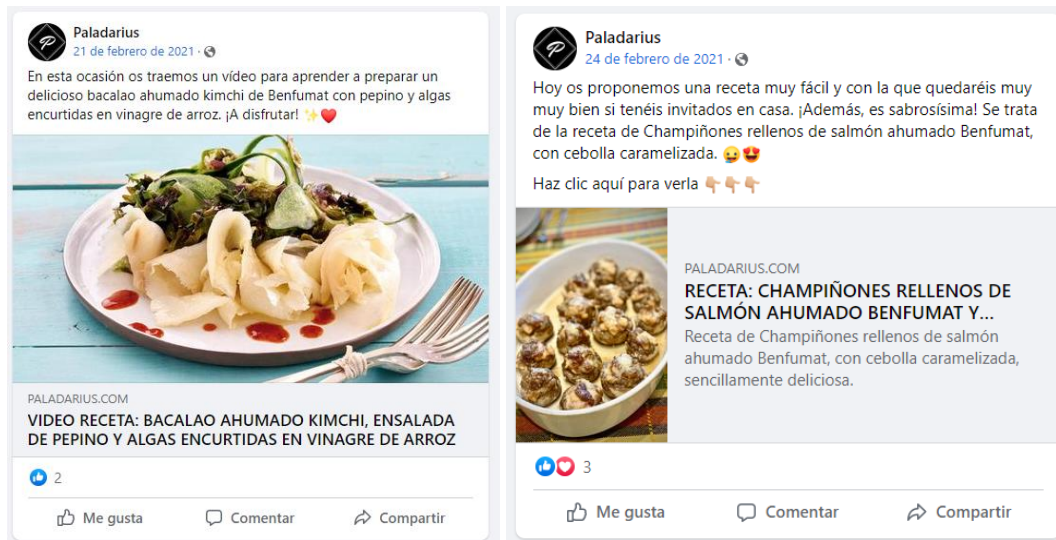 Paladarius
21 de febrero de 2021 ·
En esta ocasión os traemos un vídeo para aprender a preparar un
delicioso bacalao ahumado kimchi de Benfumat con pepino y algas
encurtidas en vinagre de arroz. ¡A disfrutar! ✨❤️
PALADARIUS.COM
VIDEO RECETA: BACALAO AHUMADO KIMCHI, ENSALADA
DE PEPINO Y ALGAS ENCURTIDAS EN VINAGRE DE ARROZ
2
Me gusta
Comentar
Compartir
Paladarius
24 de febrero de 2021 ·
Hoy os proponemos una receta muy fácil y con la que quedaréis muy
muy bien si tenéis invitados en casa. ¡Además, es sabrosísima! Se trata
de la receta de Champiñones rellenos de salmón ahumado Benfumat,
con cebolla caramelizada. 😜😍
Haz clic aquí para verla 👇🏻👇🏻👇🏻
PALADARIUS.COM
RECETA: CHAMPIÑONES RELLENOS DE
SALMÓN AHUMADO BENFUMAT Y...
Receta de Champiñones rellenos de salmón
ahumado Benfumat, con cebolla caramelizada,
sencillamente deliciosa.
3
Me gusta
Comentar
Compartir